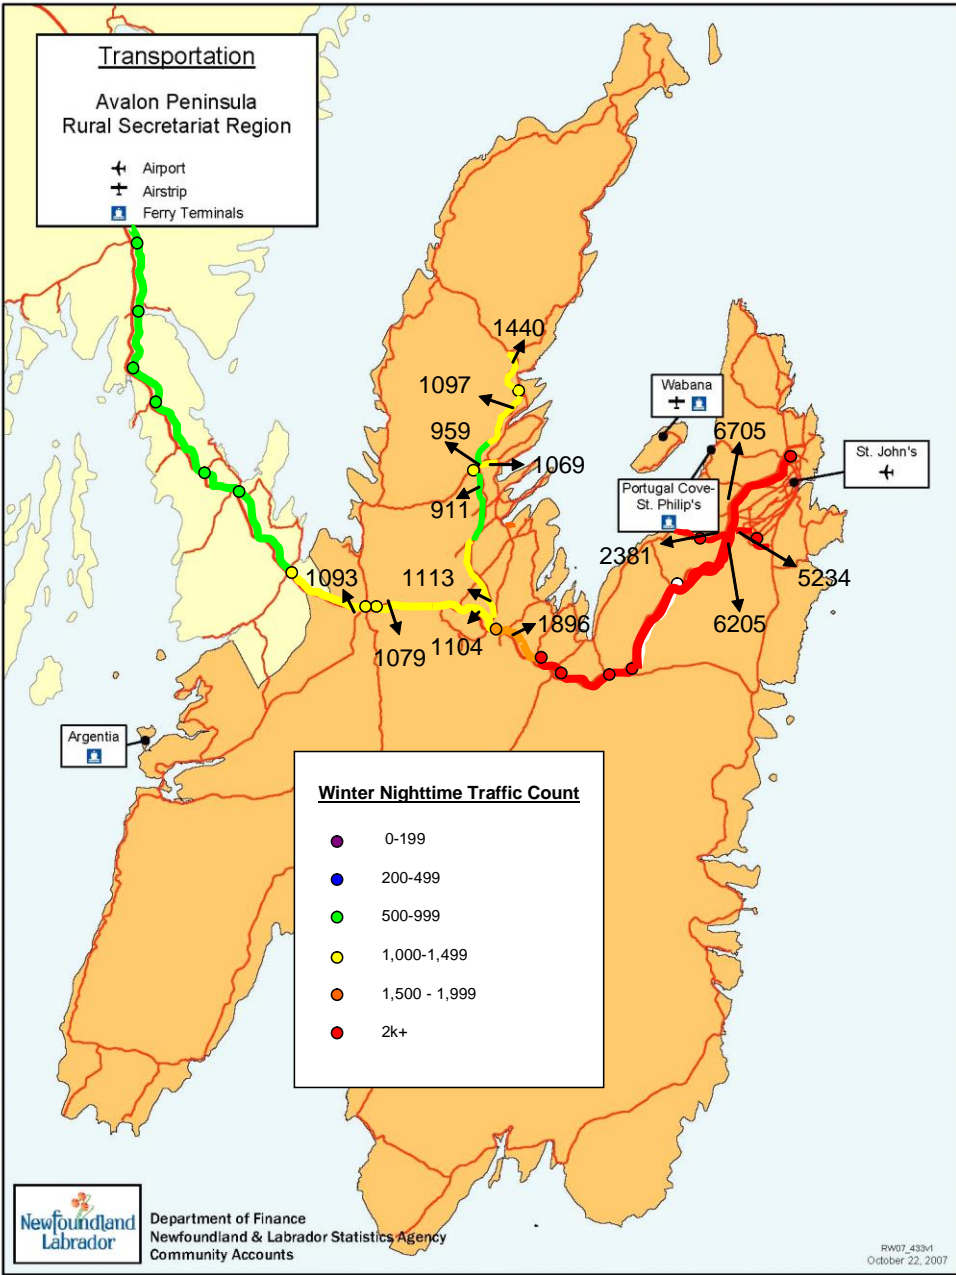 Transportation
Avalon Peninsula
Rural Secretariat Region
Airport
Airstrip
Ferry Terminals
1440
1097
959
1069
911
Wabana
6705
St. John's
Portugal Cove-
St. Philip's
2381
5234
6205
1093
1113
1079
1104
1896
Argentia
Winter Nighttime Traffic Count
0-199
200-499
500-999
1,000-1,499
1,500 - 1,999
2k+
Newfoundland
Labrador
Department of Finance
Newfoundland & Labrador Statistics Agency
Community Accounts
RW07_433v1
October 22, 2007